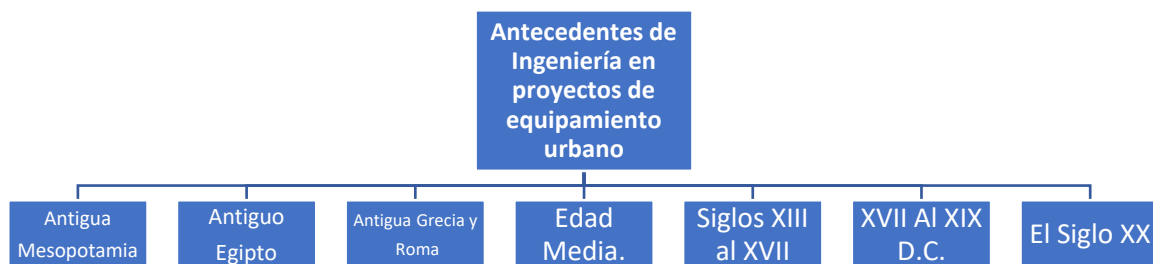 Antecedentes de
Ingeniería en
proyectos de
equipamiento
urbano
Antigua
Mesopotamia
Antiguo
Egipto
Antigua Grecia y
Roma
Edad
Media.
Siglos XIII
al XVII
XVII Al XIX
D.C.
El Siglo XX